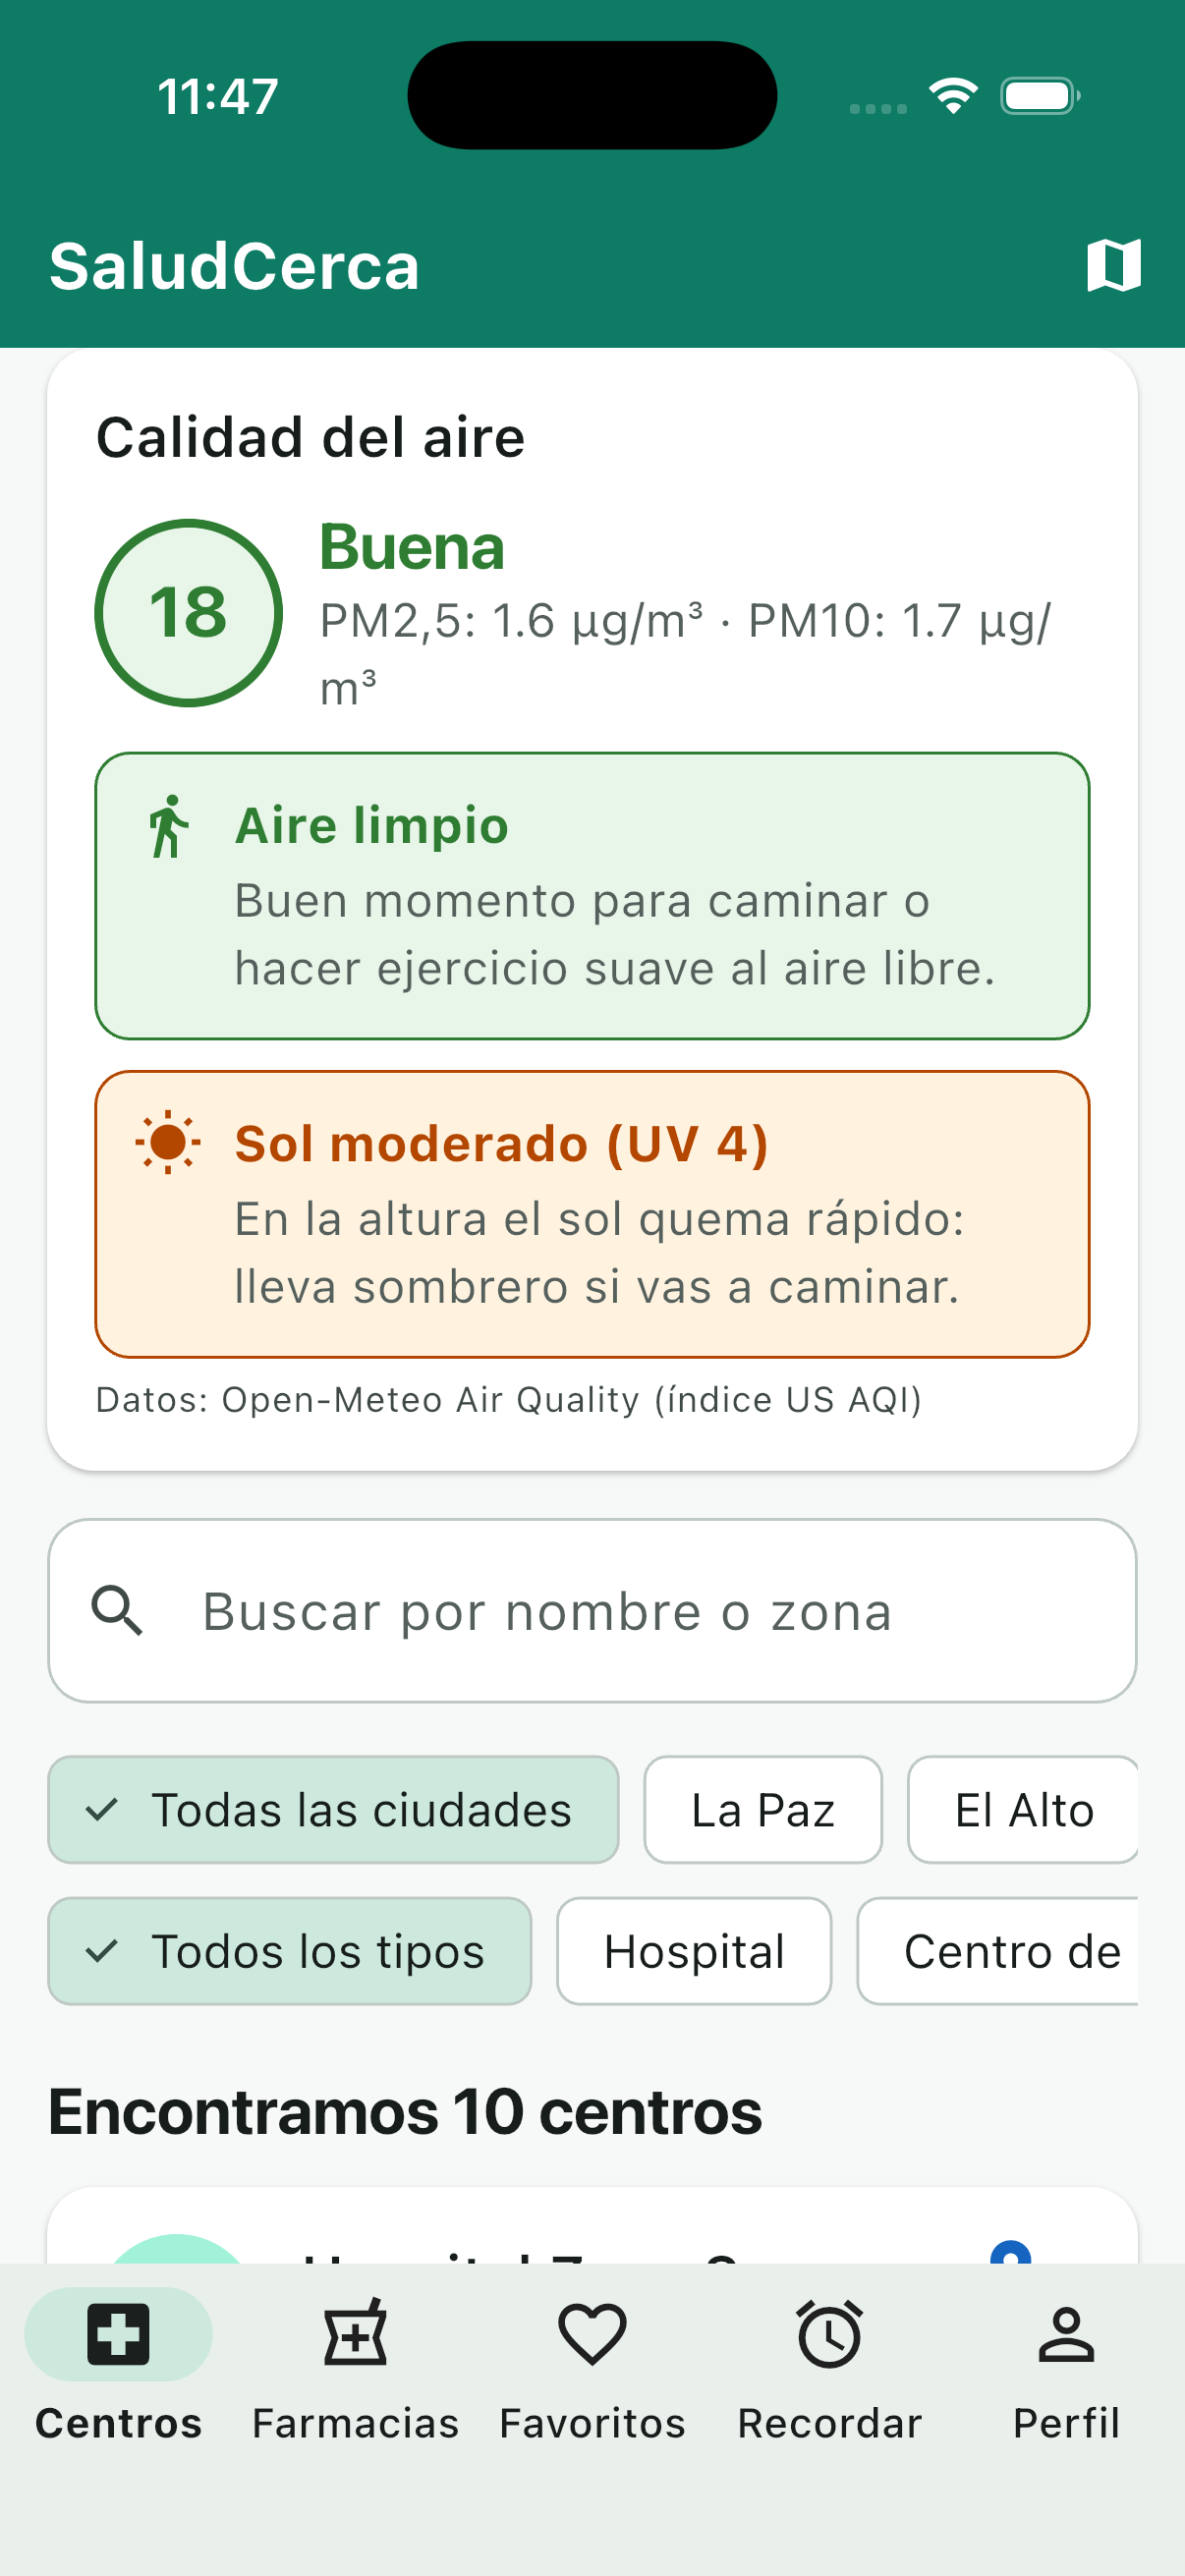 11:47
SaludCerca
Calidad del aire
18
Buena
PM2,5: 1.6 µg/m³ · PM10: 1.7 µg/
m³
Aire limpio
Buen momento para caminar o
hacer ejercicio suave al aire libre.
Sol moderado (UV 4)
En la altura el sol quema rápido:
lleva sombrero si vas a caminar.
Datos: Open-Meteo Air Quality (índice US AQI)
Buscar por nombre o zona
Todas las ciudades
La Paz
El Alto
Todos los tipos
Hospital
Centro de
Encontramos 10 centros
Centros
Farmacias
Favoritos
Recordar
Perfil